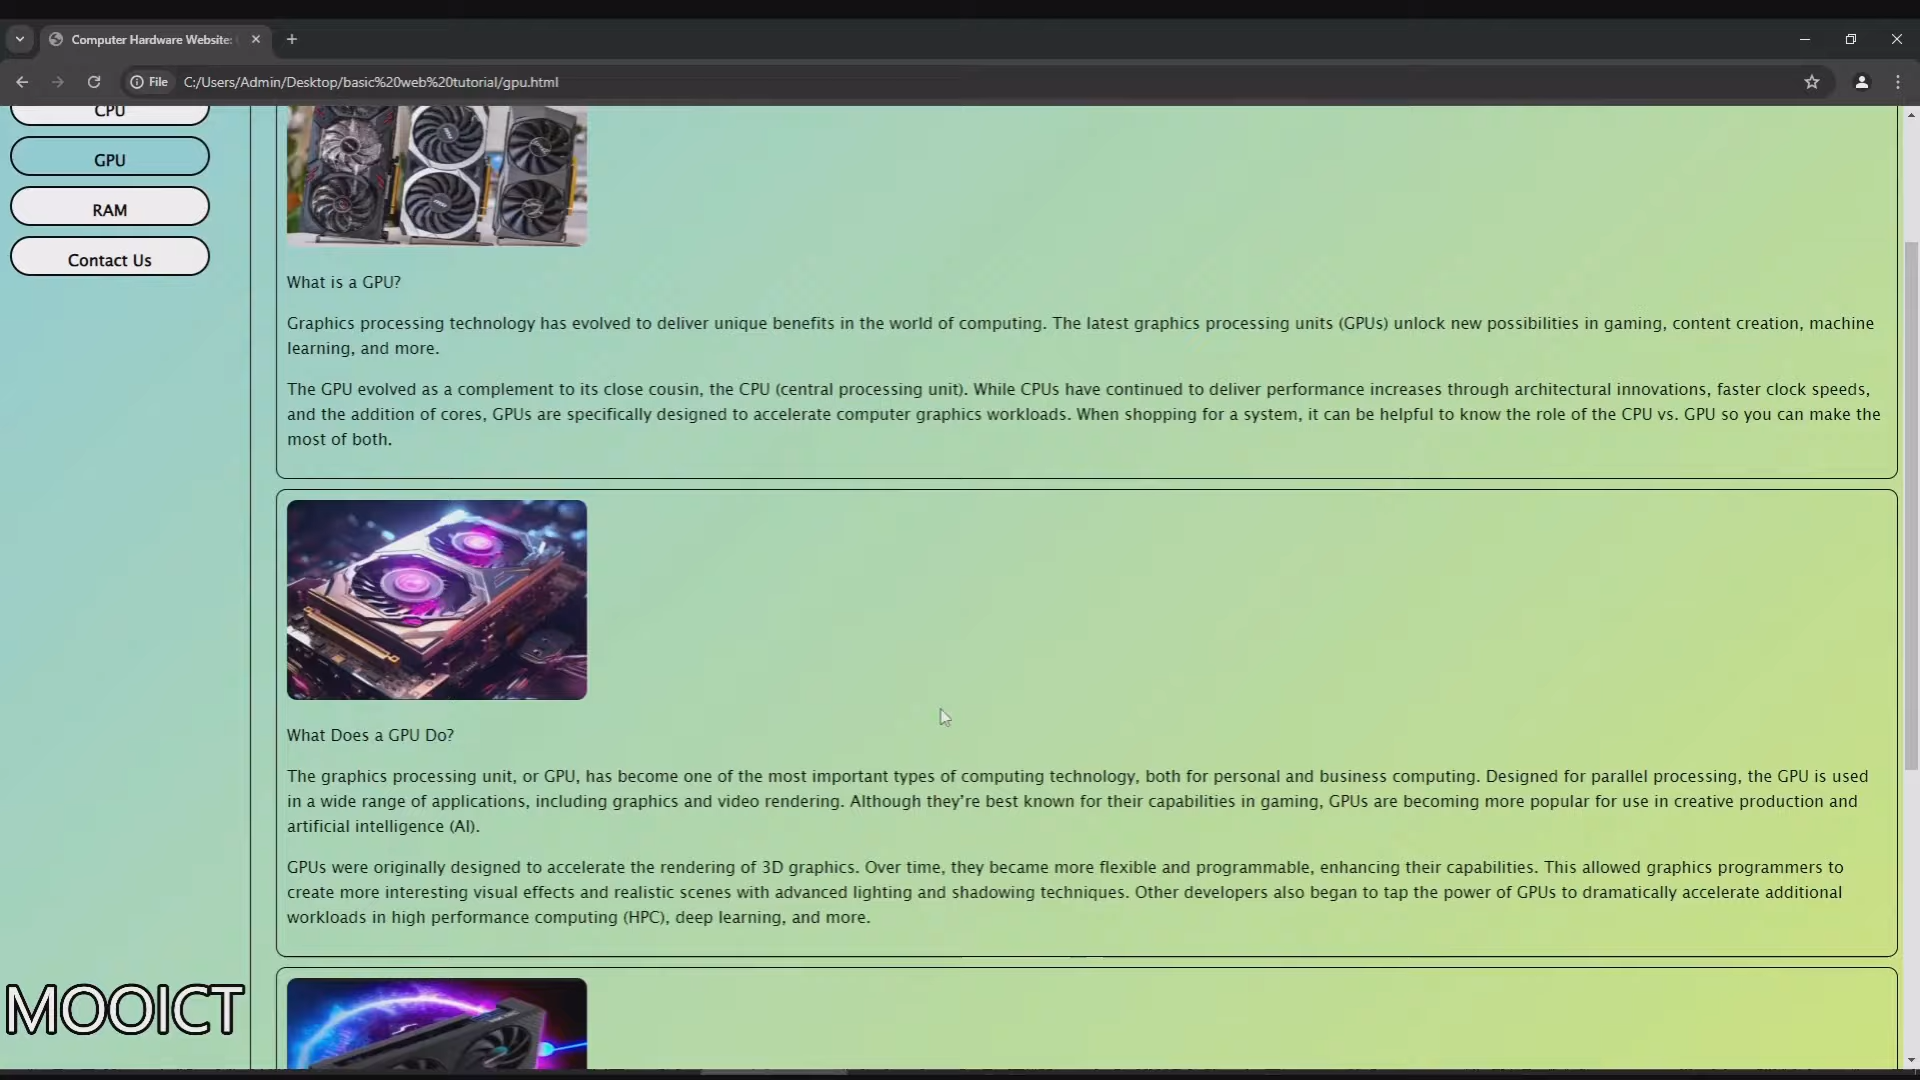 Computer Hardware Website:
File
C:/Users/Admin/Desktop/basic%20web%20tutorial/gpu.html
CPU
GPU
RAM
Contact Us
What is a GPU?
Graphics processing technology has evolved to deliver unique benefits in the world of computing. The latest graphics processing units (GPUs) unlock new possibilities in gaming, content creation, machine
learning, and more.
The GPU evolved as a complement to its close cousin, the CPU (central processing unit). While CPUs have continued to deliver performance increases through architectural innovations, faster clock speeds,
and the addition of cores, GPUs are specifically designed to accelerate computer graphics workloads. When shopping for a system, it can be helpful to know the role of the CPU vs. GPU so you can make the
most of both.
What Does a GPU Do?
The graphics processing unit, or GPU, has become one of the most important types of computing technology, both for personal and business computing. Designed for parallel processing, the GPU is used
in a wide range of applications, including graphics and video rendering. Although they’re best known for their capabilities in gaming, GPUs are becoming more popular for use in creative production and
artificial intelligence (AI).
GPUs were originally designed to accelerate the rendering of 3D graphics. Over time, they became more flexible and programmable, enhancing their capabilities. This allowed graphics programmers to
create more interesting visual effects and realistic scenes with advanced lighting and shadowing techniques. Other developers also began to tap the power of GPUs to dramatically accelerate additional
workloads in high performance computing (HPC), deep learning, and more.
MOOICT